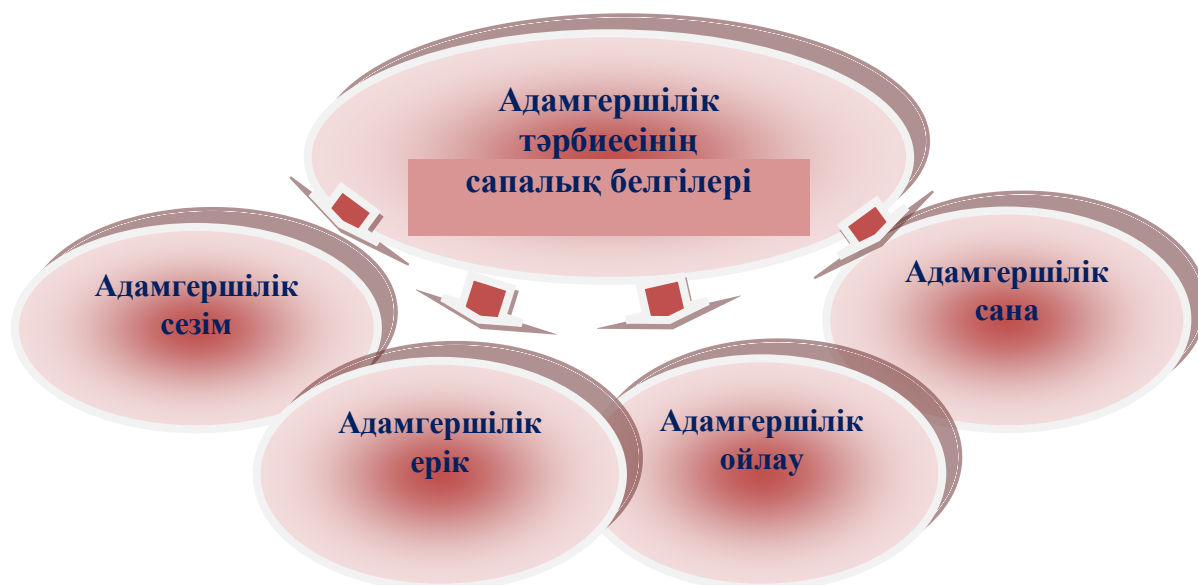 Адамгершілік
тәрбиесінің
сапалық белгілері
Адамгершілік
сезім
Адамгершілік
ерік
Адамгершілік
ойлау
Адамгершілік
сана